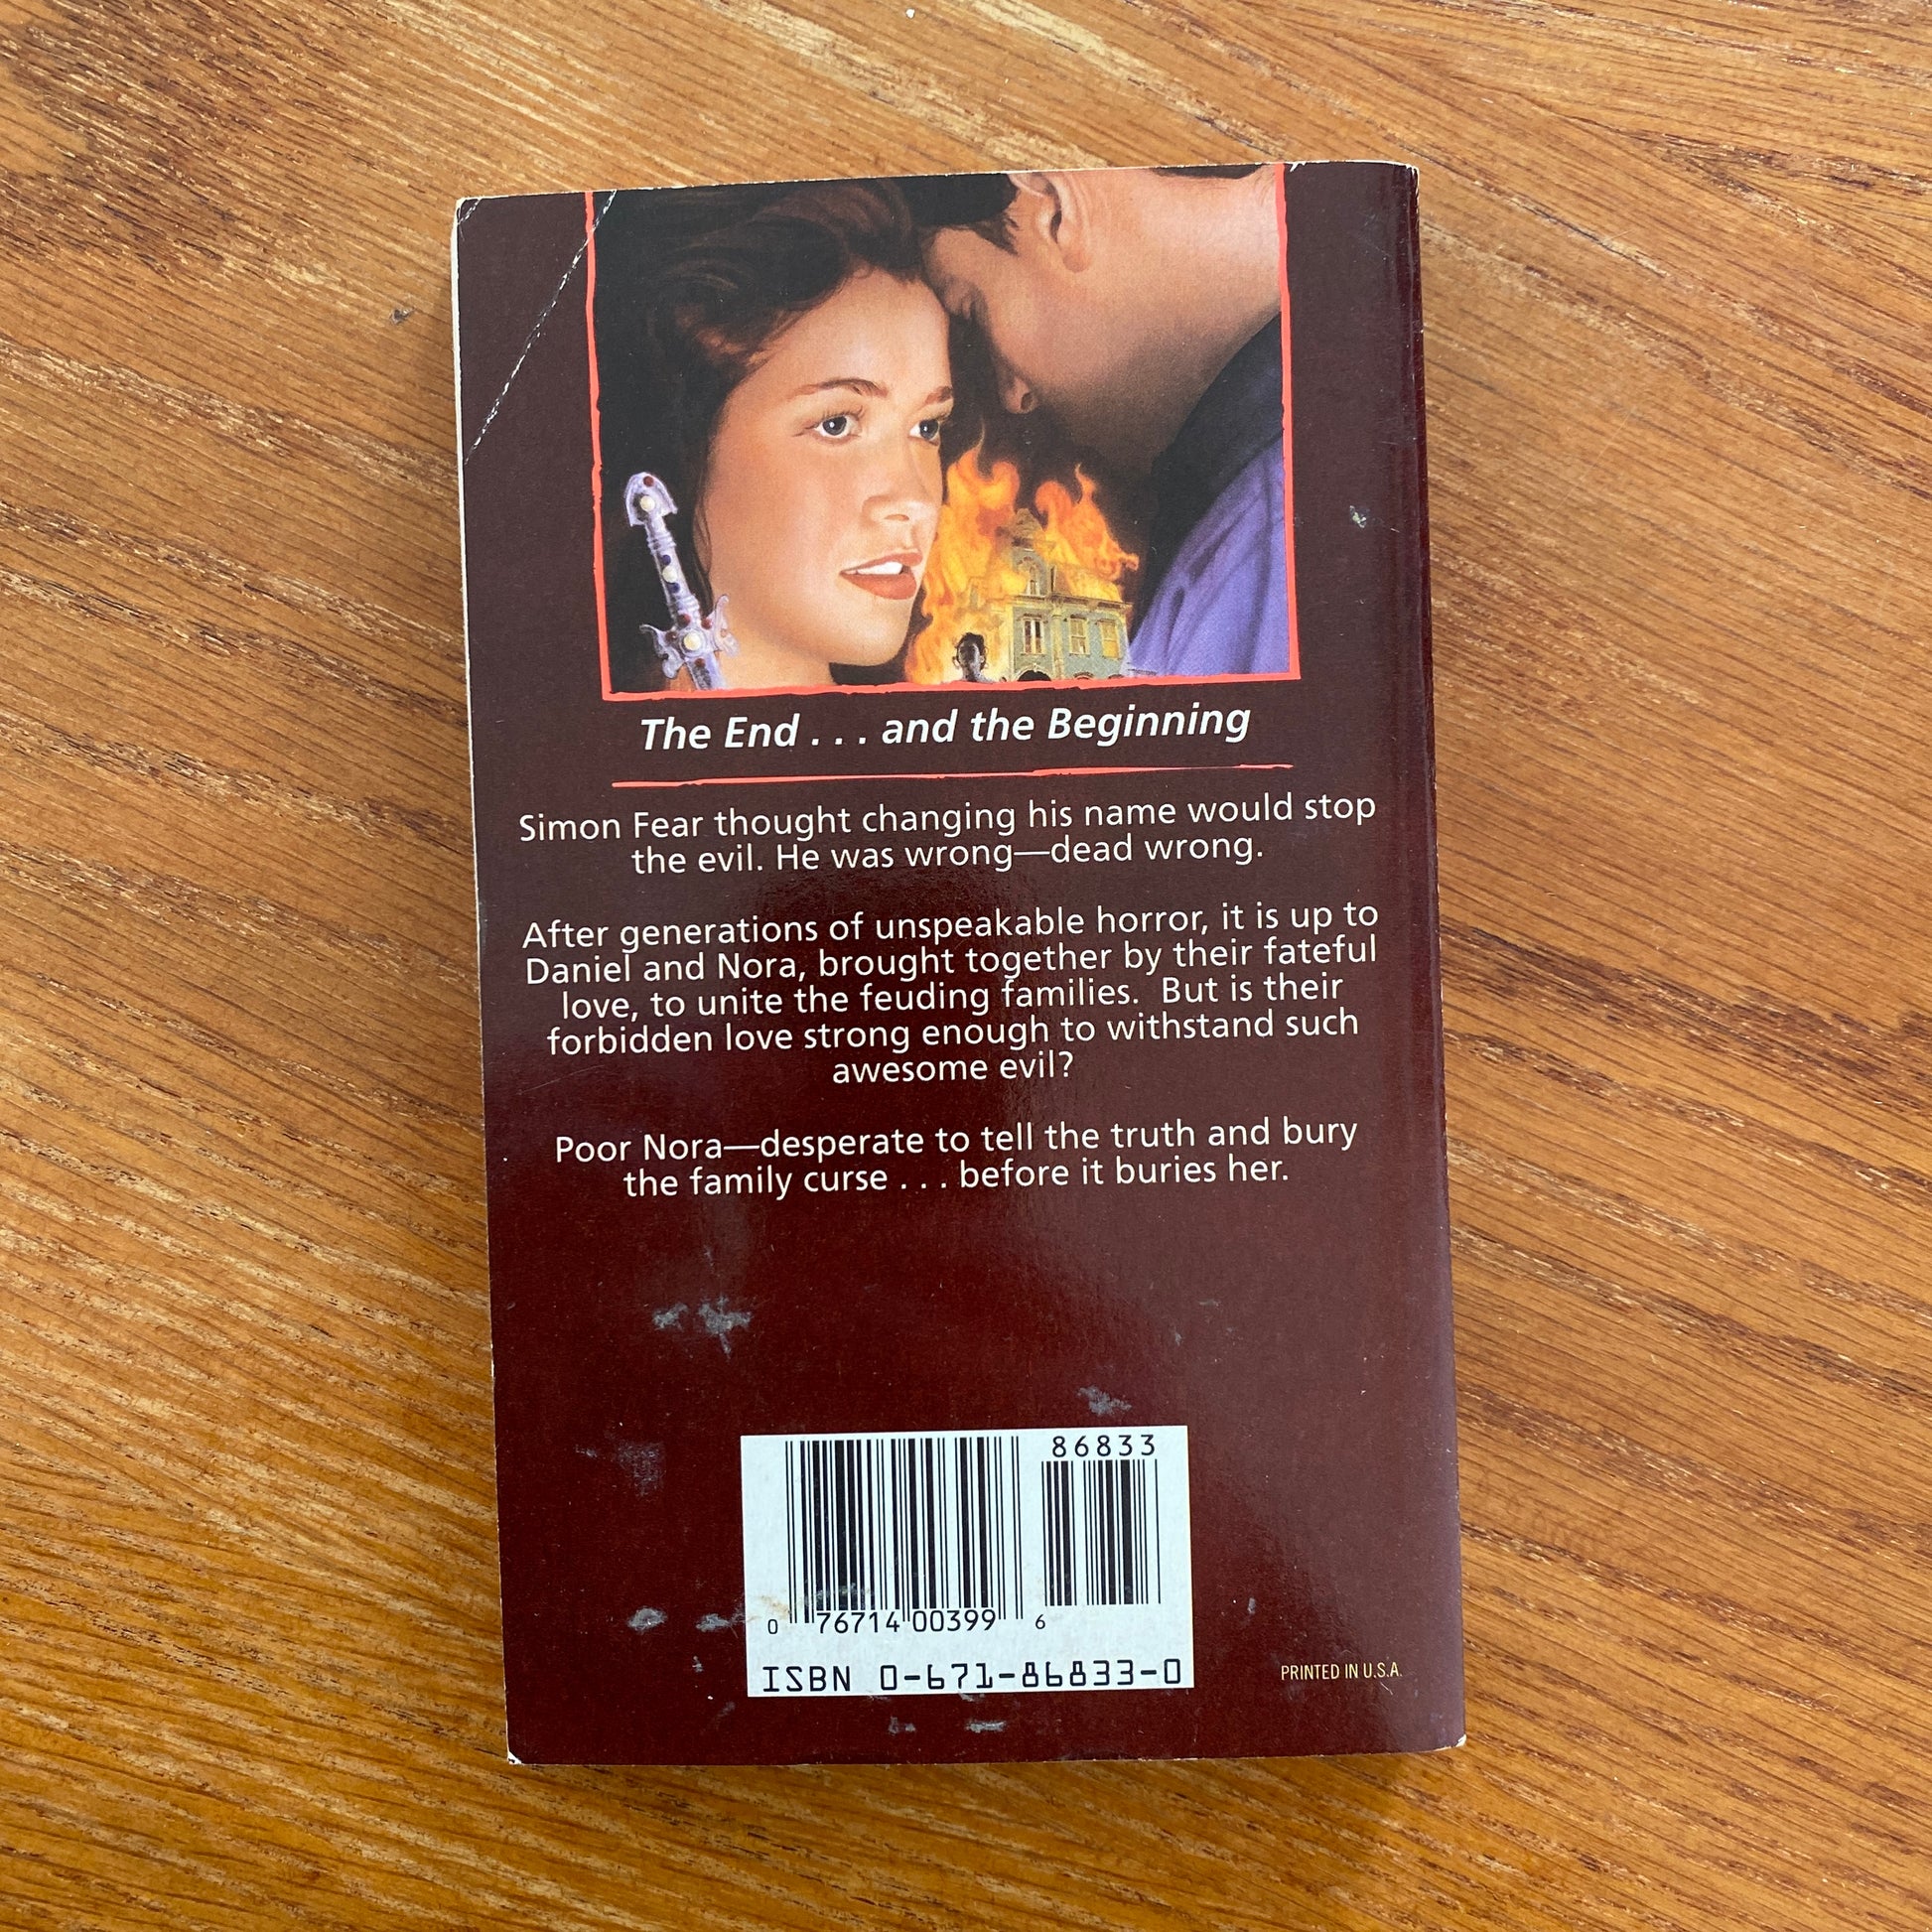 The End . . . and the Beginning
Simon Fear thought changing his name would stop
the evil. He was wrong—dead wrong.
After generations of unspeakable horror, it is up to
Daniel and Nora, brought together by their fateful
love, to unite the feuding families. But is their
forbidden love strong enough to withstand such
awesome evil?
Poor Nora—desperate to tell the truth and bury
the family curse . . . before it buries her.
86833
0 76714 00399 6
ISBN 0-671-86833-0
PRINTED IN U.S.A.